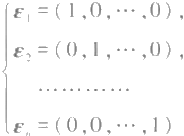 ε₁ = ( 1 , 0 , ⋯ , 0 ) ,
ε₂ = ( 0 , 1 , ⋯ , 0 ) ,
⋯⋯⋯⋯
εₙ = ( 0 , 0 , ⋯ , 1 )